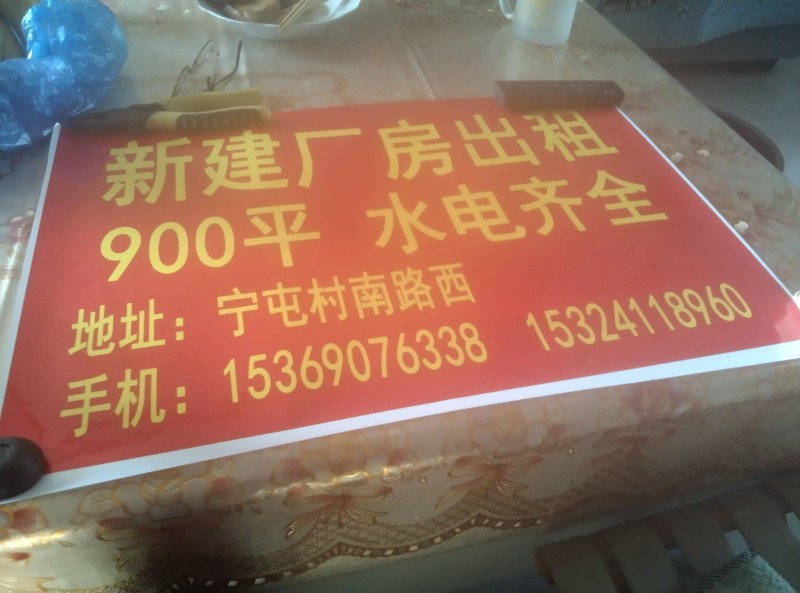 新建厂房出租
900平 水电齐全
地址：宁屯村南路西
手机：15369076338 15324118960